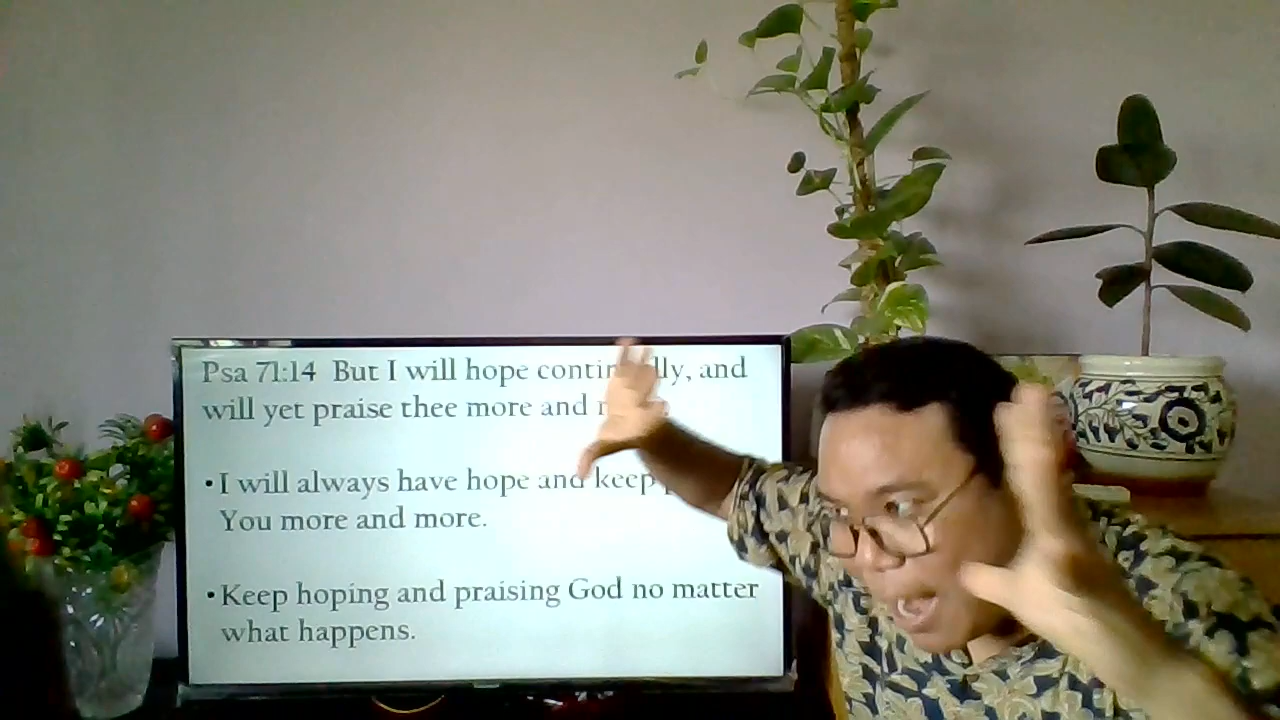 Psa 71:14 But I will hope and
will yet praise thee more and
• I will always have hope and keep
You more and more.
• Keep hoping and praising God no matter
what happens.